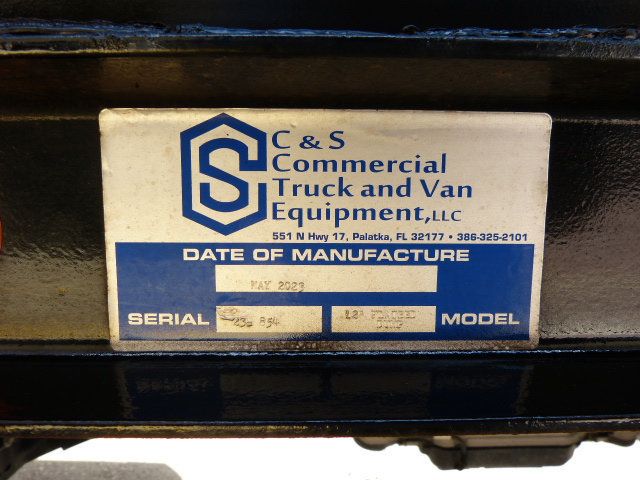 C & S
Commercial
Truck and Van
Equipment, LLC
551 N Hwy 17, Palatka, FL 32177 • 386-325-2101
DATE OF MANUFACTURE
MAY 2023
SERIAL 854 MODEL